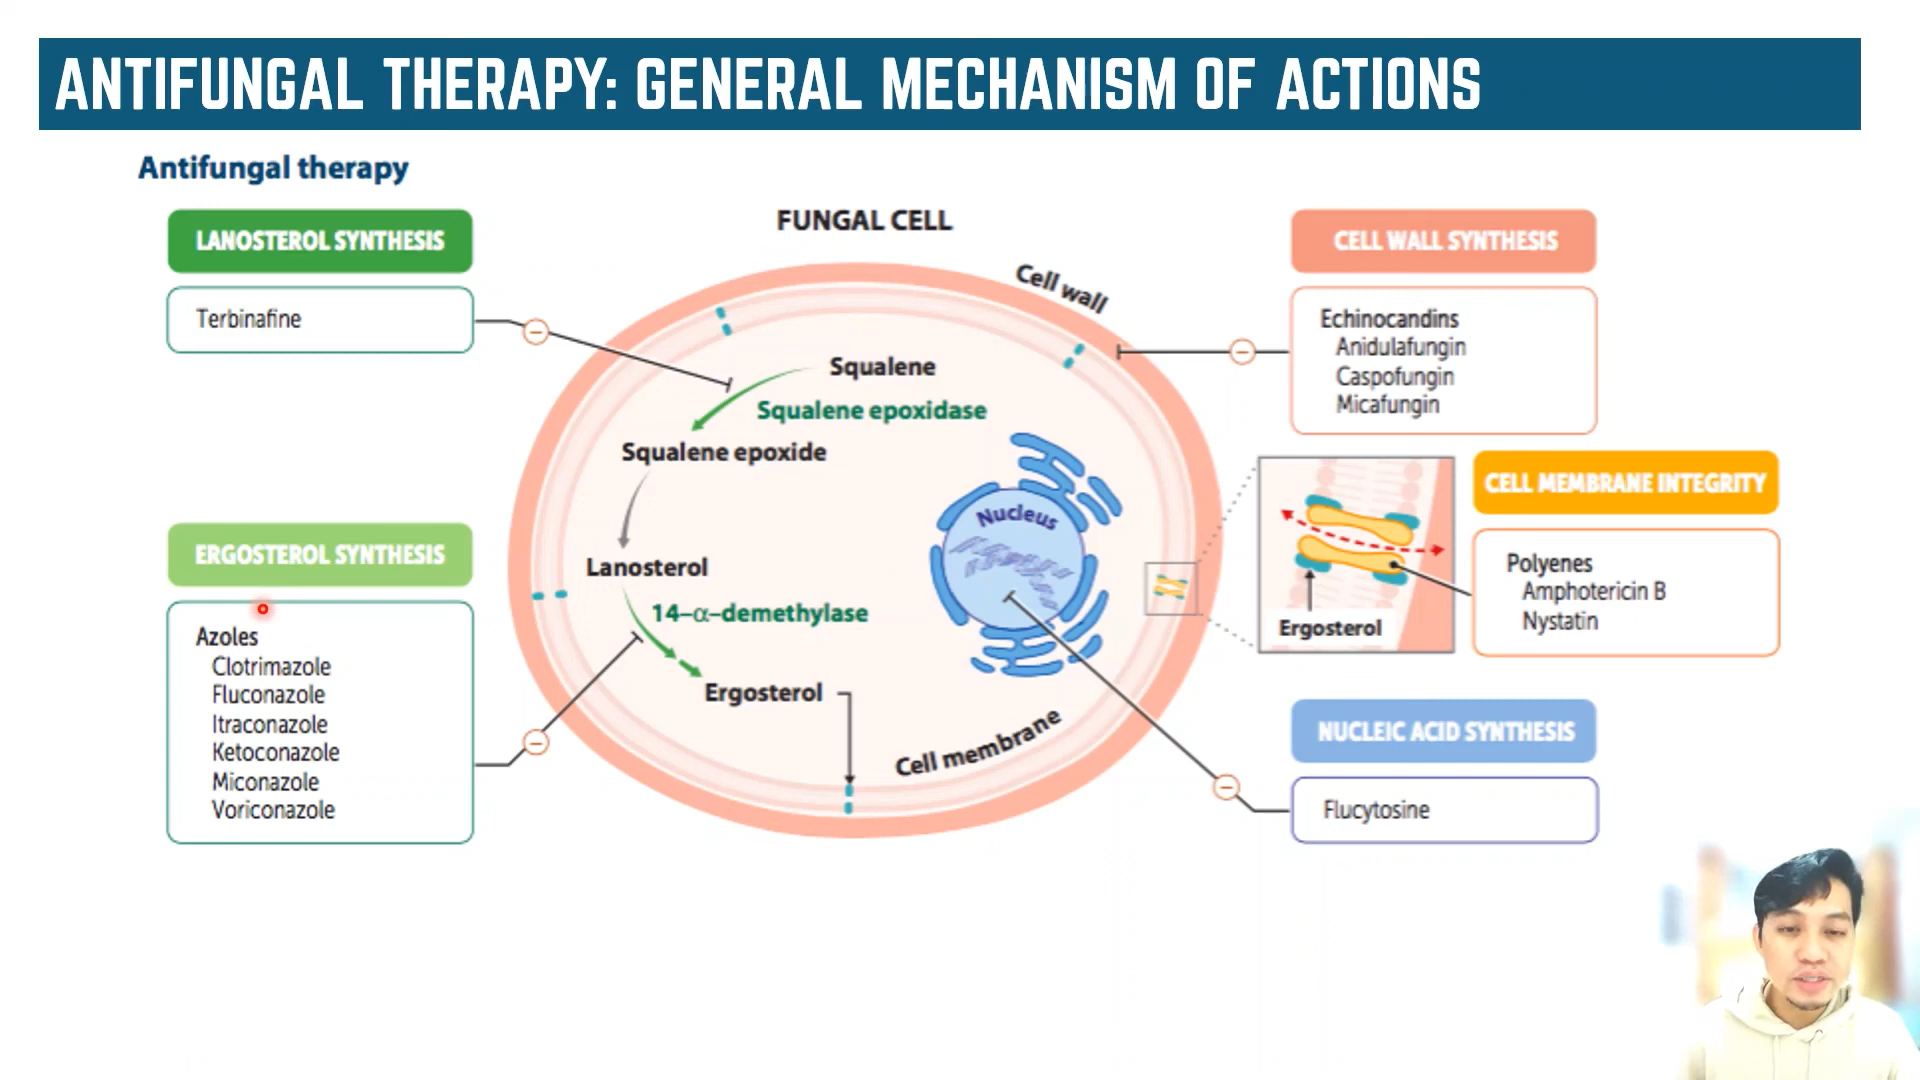 ANTIFUNGAL THERAPY: GENERAL MECHANISM OF ACTIONS
Antifungal therapy
LANOSTEROL SYNTHESIS
Terbinafine
ERGOSTEROL SYNTHESIS
Azoles
Clotrimazole
Fluconazole
Itraconazole
Ketoconazole
Miconazole
Voriconazole
FUNGAL CELL
Cell wall
Squalene
Squalene epoxidase
Squalene epoxide
Lanosterol
14–α–demethylase
Ergosterol
Nucleus
Cell membrane
CELL WALL SYNTHESIS
Echinocandins
Anidulafungin
Caspofungin
Micafungin
Ergosterol
CELL MEMBRANE INTEGRITY
Polyenes
Amphotericin B
Nystatin
NUCLEIC ACID SYNTHESIS
Flucytosine